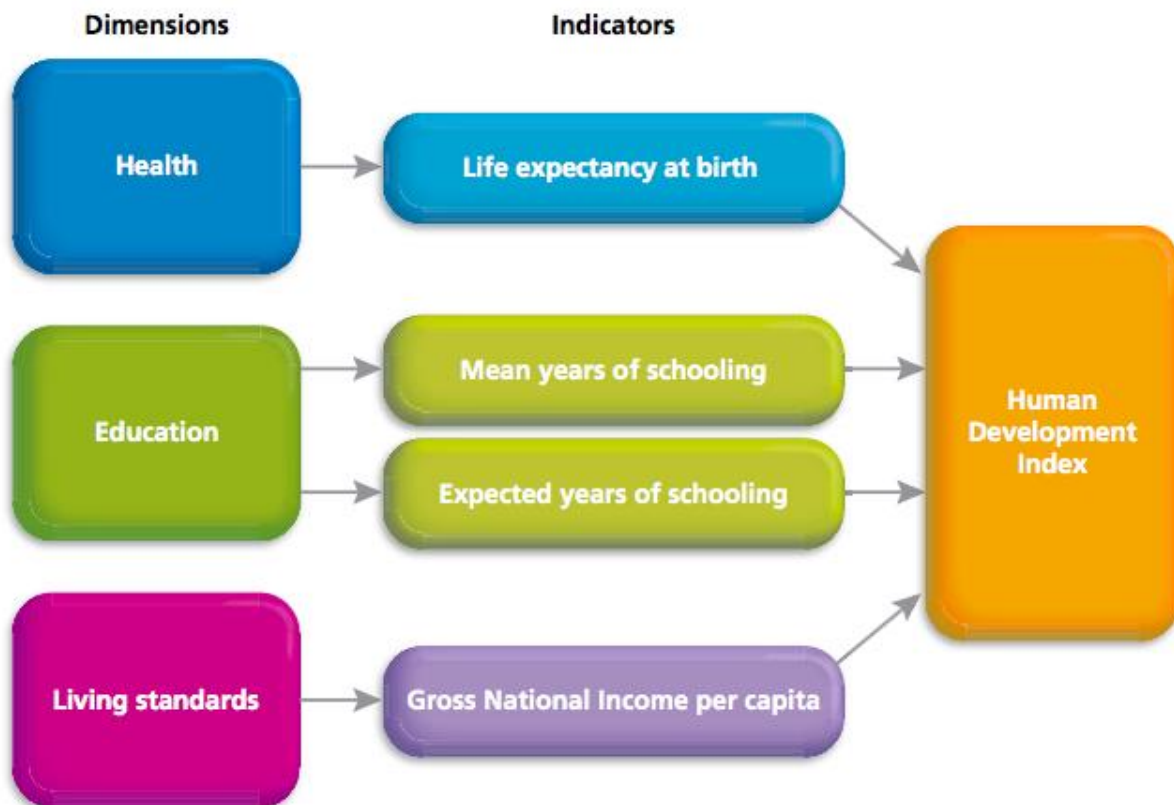 Dimensions
Indicators
Health
Life expectancy at birth
Education
Mean years of schooling
Expected years of schooling
Human
Development
Index
Living standards
Gross National Income per capita